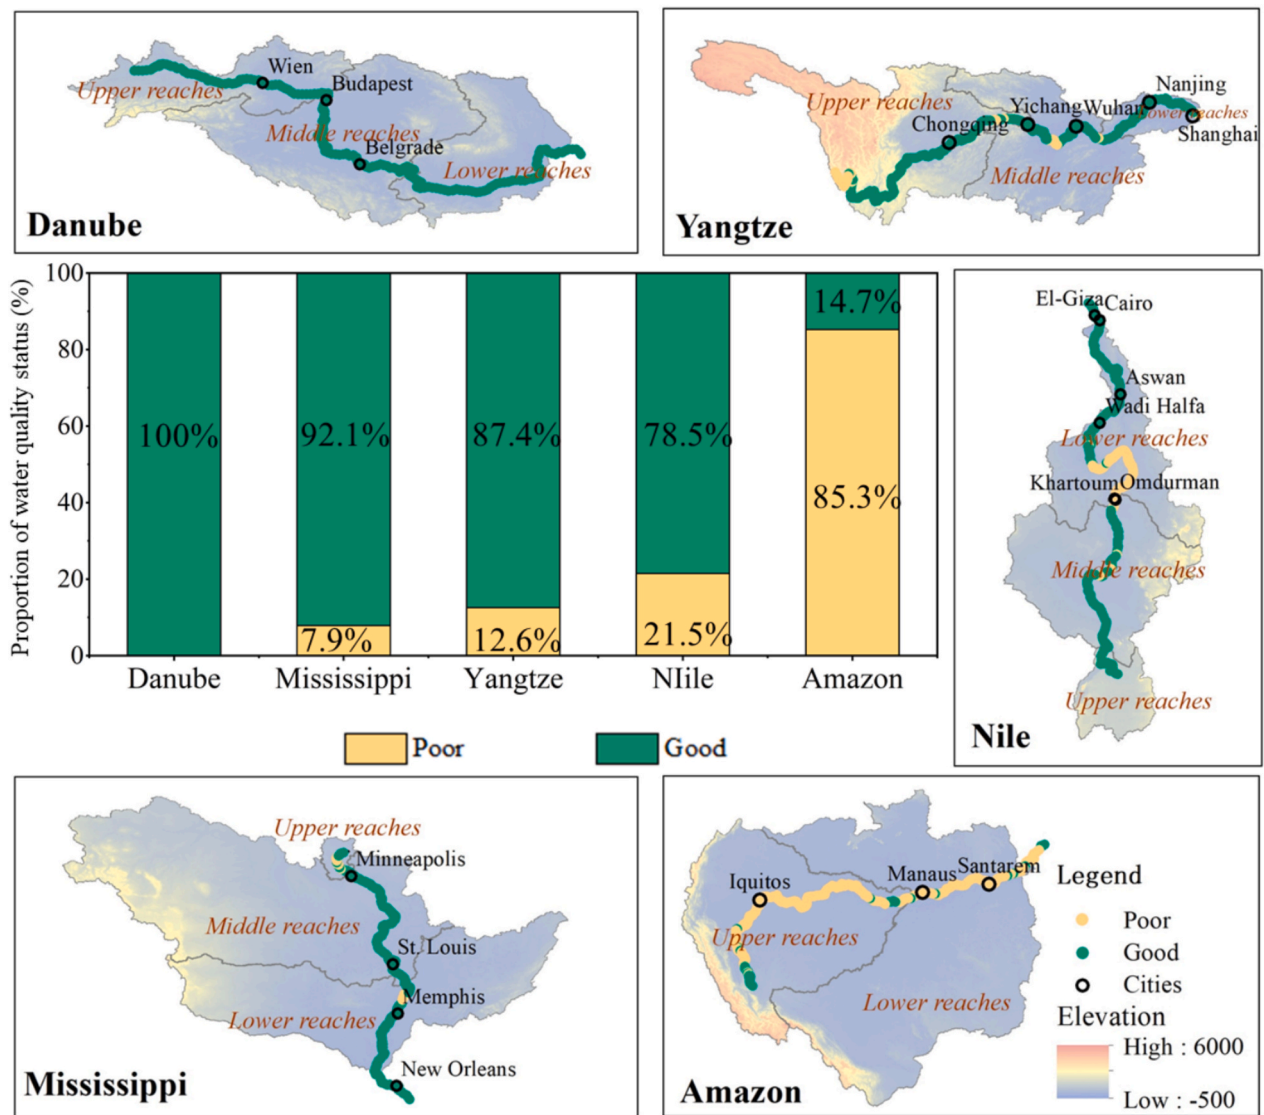 Wien
Budapest
Upper reaches
Middle reaches
Belgrade
Lower reaches
Danube
Nanjing
Upper reaches
Yichang
Wuhan
Lower reaches
Chongqing
Shanghai
Middle reaches
Yangtze
Proportion of water quality status (%)
100
80
60
40
20
0
100%
92.1%
87.4%
78.5%
14.7%
85.3%
7.9%
12.6%
21.5%
Danube
Mississippi
Yangtze
NIile
Amazon
Poor
Good
El-Giza
Cairo
Aswan
Wadi Halfa
Lower reaches
Khartoum
Omdurman
Middle reaches
Upper reaches
Nile
Upper reaches
Minneapolis
Middle reaches
St. Louis
Memphis
Lower reaches
New Orleans
Mississippi
Iquitos
Manaus
Santarem
Upper reaches
Lower reaches
Amazon
Legend
Poor
Good
Cities
Elevation
High : 6000
Low : -500